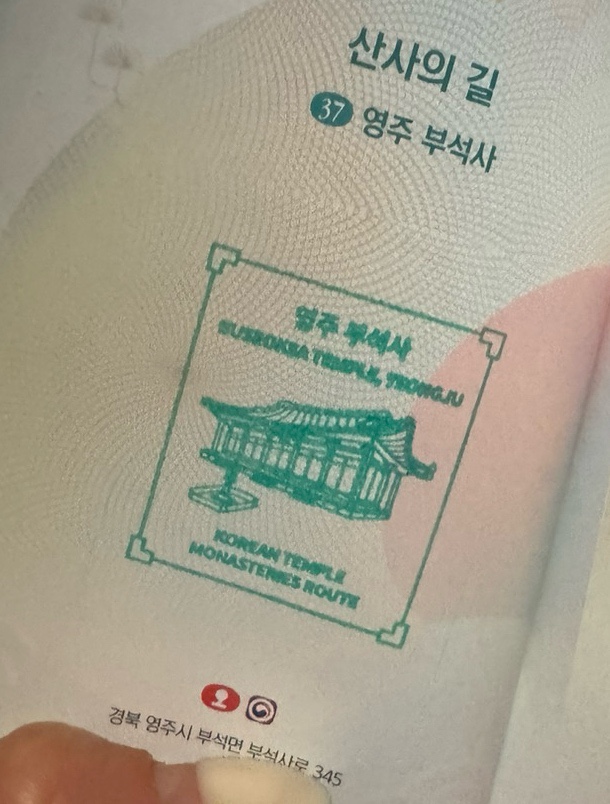 산사의 길
37 영주 부석사
영주 부석사
BUSEOKSA TEMPLE, YEONGJU
KOREAN TEMPLE
MONASTERIES ROUTE
경북 영주시 부석면 부석사로 345